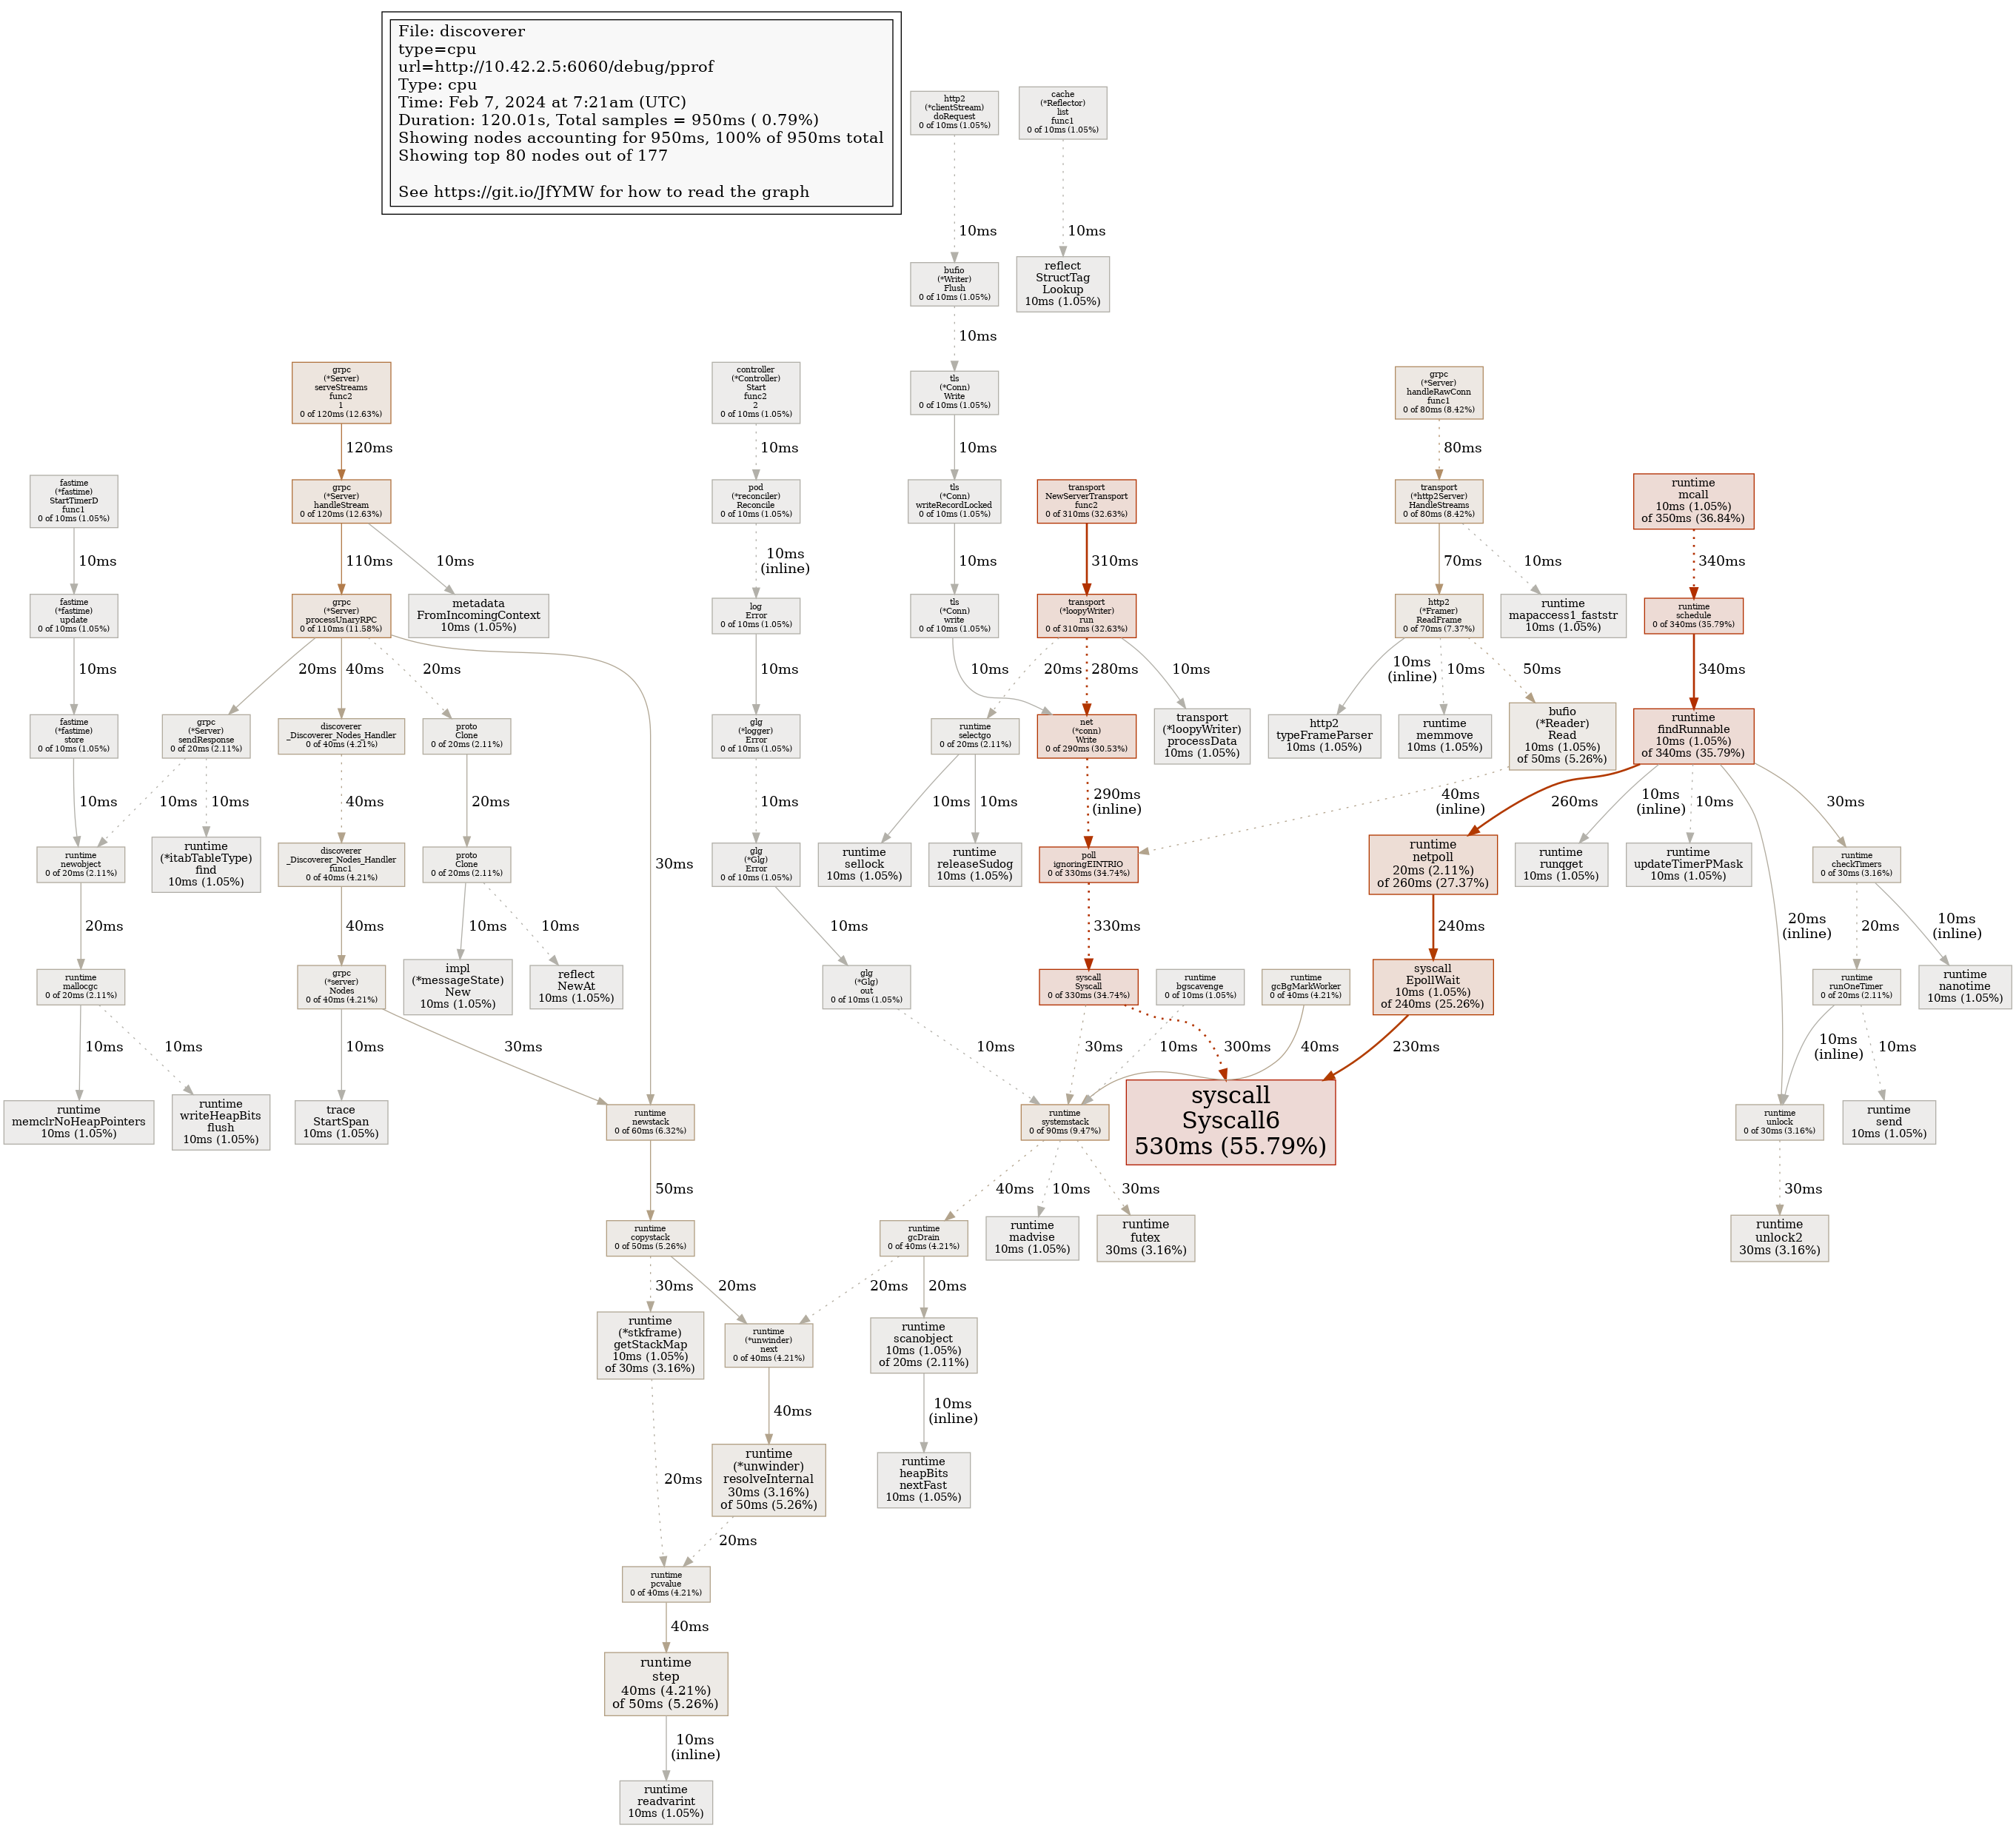 File: discoverer
type=cpu
url=http://10.42.2.5:6060/debug/pprof
Type: cpu
Time: Feb 7, 2024 at 7:21am (UTC)
Duration: 120.01s, Total samples = 950ms ( 0.79%)
Showing nodes accounting for 950ms, 100% of 950ms total
Showing top 80 nodes out of 177
See https://git.io/JfYMW for how to read the graph
http2
(*clientStream)
doRequest
0 of 10ms (1.05%)
cache
(*Reflector)
list
func1
0 of 10ms (1.05%)
10ms
10ms
bufio
(*Writer)
Flush
0 of 10ms (1.05%)
reflect
StructTag
Lookup
10ms (1.05%)
10ms
grpc
(*Server)
serveStreams
func2
1
0 of 120ms (12.63%)
controller
(*Controller)
Start
func2
2
0 of 10ms (1.05%)
tls
(*Conn)
Write
0 of 10ms (1.05%)
grpc
(*Server)
handleRawConn
func1
0 of 80ms (8.42%)
120ms
10ms
10ms
80ms
fastime
(*fastime)
StartTimerD
func1
0 of 10ms (1.05%)
grpc
(*Server)
handleStream
0 of 120ms (12.63%)
pod
(*reconciler)
Reconcile
0 of 10ms (1.05%)
tls
(*Conn)
writeRecordLocked
0 of 10ms (1.05%)
transport
NewServerTransport
func2
0 of 310ms (32.63%)
transport
(*http2Server)
HandleStreams
0 of 80ms (8.42%)
runtime
mcall
10ms (1.05%)
of 350ms (36.84%)
10ms
110ms
10ms
10ms
(inline)
10ms
310ms
70ms
10ms
340ms
fastime
(*fastime)
update
0 of 10ms (1.05%)
grpc
(*Server)
processUnaryRPC
0 of 110ms (11.58%)
metadata
FromIncomingContext
10ms (1.05%)
log
Error
0 of 10ms (1.05%)
tls
(*Conn)
write
0 of 10ms (1.05%)
transport
(*loopyWriter)
run
0 of 310ms (32.63%)
http2
(*Framer)
ReadFrame
0 of 70ms (7.37%)
runtime
mapaccess1_faststr
10ms (1.05%)
runtime
schedule
0 of 340ms (35.79%)
10ms
20ms
40ms
20ms
10ms
10ms
20ms
280ms
10ms
10ms
(inline)
10ms
50ms
340ms
fastime
(*fastime)
store
0 of 10ms (1.05%)
grpc
(*Server)
sendResponse
0 of 20ms (2.11%)
discoverer
_Discoverer_Nodes_Handler
0 of 40ms (4.21%)
proto
Clone
0 of 20ms (2.11%)
glg
(*logger)
Error
0 of 10ms (1.05%)
runtime
selectgo
0 of 20ms (2.11%)
net
(*conn)
Write
0 of 290ms (30.53%)
transport
(*loopyWriter)
processData
10ms (1.05%)
http2
typeFrameParser
10ms (1.05%)
runtime
memmove
10ms (1.05%)
bufio
(*Reader)
Read
10ms (1.05%)
of 50ms (5.26%)
runtime
findRunnable
10ms (1.05%)
of 340ms (35.79%)
10ms
10ms
10ms
40ms
20ms
30ms
10ms
10ms
10ms
290ms
(inline)
40ms
(inline)
260ms
10ms
(inline)
10ms
20ms
(inline)
30ms
runtime
newobject
0 of 20ms (2.11%)
runtime
(*itabTableType)
find
10ms (1.05%)
discoverer
_Discoverer_Nodes_Handler
func1
0 of 40ms (4.21%)
proto
Clone
0 of 20ms (2.11%)
glg
(*Glg)
Error
0 of 10ms (1.05%)
runtime
sellock
10ms (1.05%)
runtime
releaseSudog
10ms (1.05%)
poll
ignoringEINTRIO
0 of 330ms (34.74%)
runtime
netpoll
20ms (2.11%)
of 260ms (27.37%)
runtime
runqget
10ms (1.05%)
runtime
updateTimerPMask
10ms (1.05%)
runtime
checkTimers
0 of 30ms (3.16%)
20ms
40ms
10ms
10ms
10ms
330ms
240ms
20ms
10ms
(inline)
runtime
mallocgc
0 of 20ms (2.11%)
grpc
(*server)
Nodes
0 of 40ms (4.21%)
impl
(*messageState)
New
10ms (1.05%)
reflect
NewAt
10ms (1.05%)
glg
(*Glg)
out
0 of 10ms (1.05%)
syscall
Syscall
0 of 330ms (34.74%)
runtime
bgscavenge
0 of 10ms (1.05%)
runtime
gcBgMarkWorker
0 of 40ms (4.21%)
syscall
EpollWait
10ms (1.05%)
of 240ms (25.26%)
runtime
runOneTimer
0 of 20ms (2.11%)
runtime
nanotime
10ms (1.05%)
10ms
10ms
10ms
30ms
10ms
30ms
10ms
300ms
40ms
230ms
10ms
(inline)
10ms
runtime
memclrNoHeapPointers
10ms (1.05%)
runtime
writeHeapBits
flush
10ms (1.05%)
trace
StartSpan
10ms (1.05%)
runtime
newstack
0 of 60ms (6.32%)
runtime
systemstack
0 of 90ms (9.47%)
syscall
Syscall6
530ms (55.79%)
runtime
unlock
0 of 30ms (3.16%)
runtime
send
10ms (1.05%)
50ms
40ms
10ms
30ms
30ms
runtime
copystack
0 of 50ms (5.26%)
runtime
gcDrain
0 of 40ms (4.21%)
runtime
madvise
10ms (1.05%)
runtime
futex
30ms (3.16%)
runtime
unlock2
30ms (3.16%)
30ms
20ms
20ms
20ms
runtime
(*stkframe)
getStackMap
10ms (1.05%)
of 30ms (3.16%)
runtime
(*unwinder)
next
0 of 40ms (4.21%)
runtime
scanobject
10ms (1.05%)
of 20ms (2.11%)
20ms
40ms
10ms
(inline)
runtime
(*unwinder)
resolveInternal
30ms (3.16%)
of 50ms (5.26%)
runtime
heapBits
nextFast
10ms (1.05%)
20ms
runtime
pcvalue
0 of 40ms (4.21%)
40ms
runtime
step
40ms (4.21%)
of 50ms (5.26%)
10ms
(inline)
runtime
readvarint
10ms (1.05%)